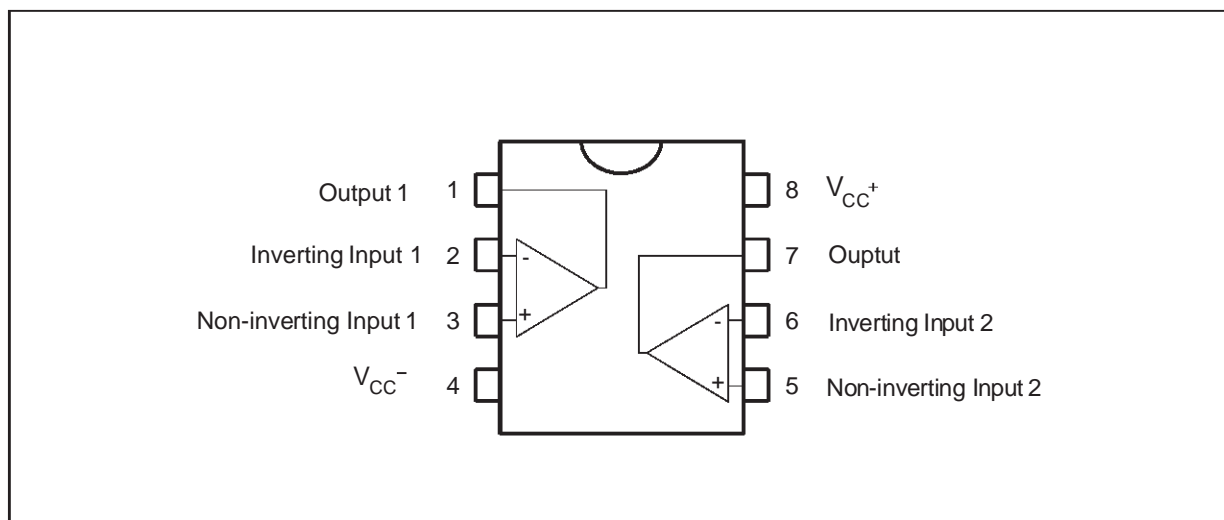 Output 1 1
Inverting Input 1 2
Non-inverting Input 1 3
VCC- 4
8 VCC+
7 Ouptut
6 Inverting Input 2
5 Non-inverting Input 2
-
+
-
+